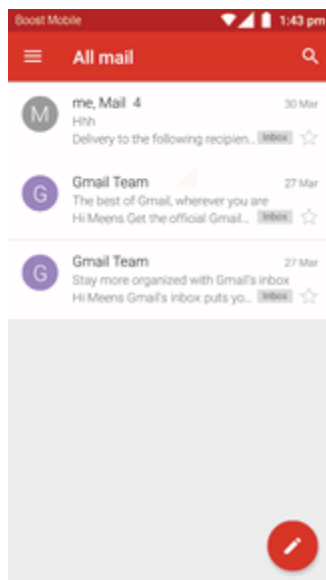 Boost Mobile 1:43 pm
All mail
M me, Mail 4 30 Mar
Hhh
Delivery to the following recipien... Inbox
G Gmail Team 27 Mar
The best of Gmail, wherever you are
Hi Meens Get the official Gmail... Inbox
G Gmail Team 27 Mar
Stay more organized with Gmail's inbox
Hi Meens Gmail's inbox puts yo... Inbox